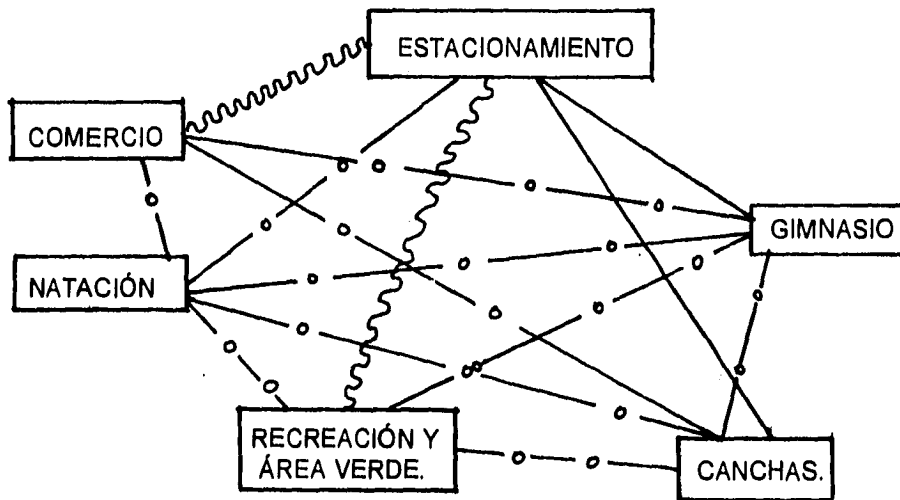 ESTACIONAMIENTO
COMERCIO
GIMNASIO
NATACIÓN
RECREACIÓN Y
ÁREA VERDE.
CANCHAS.